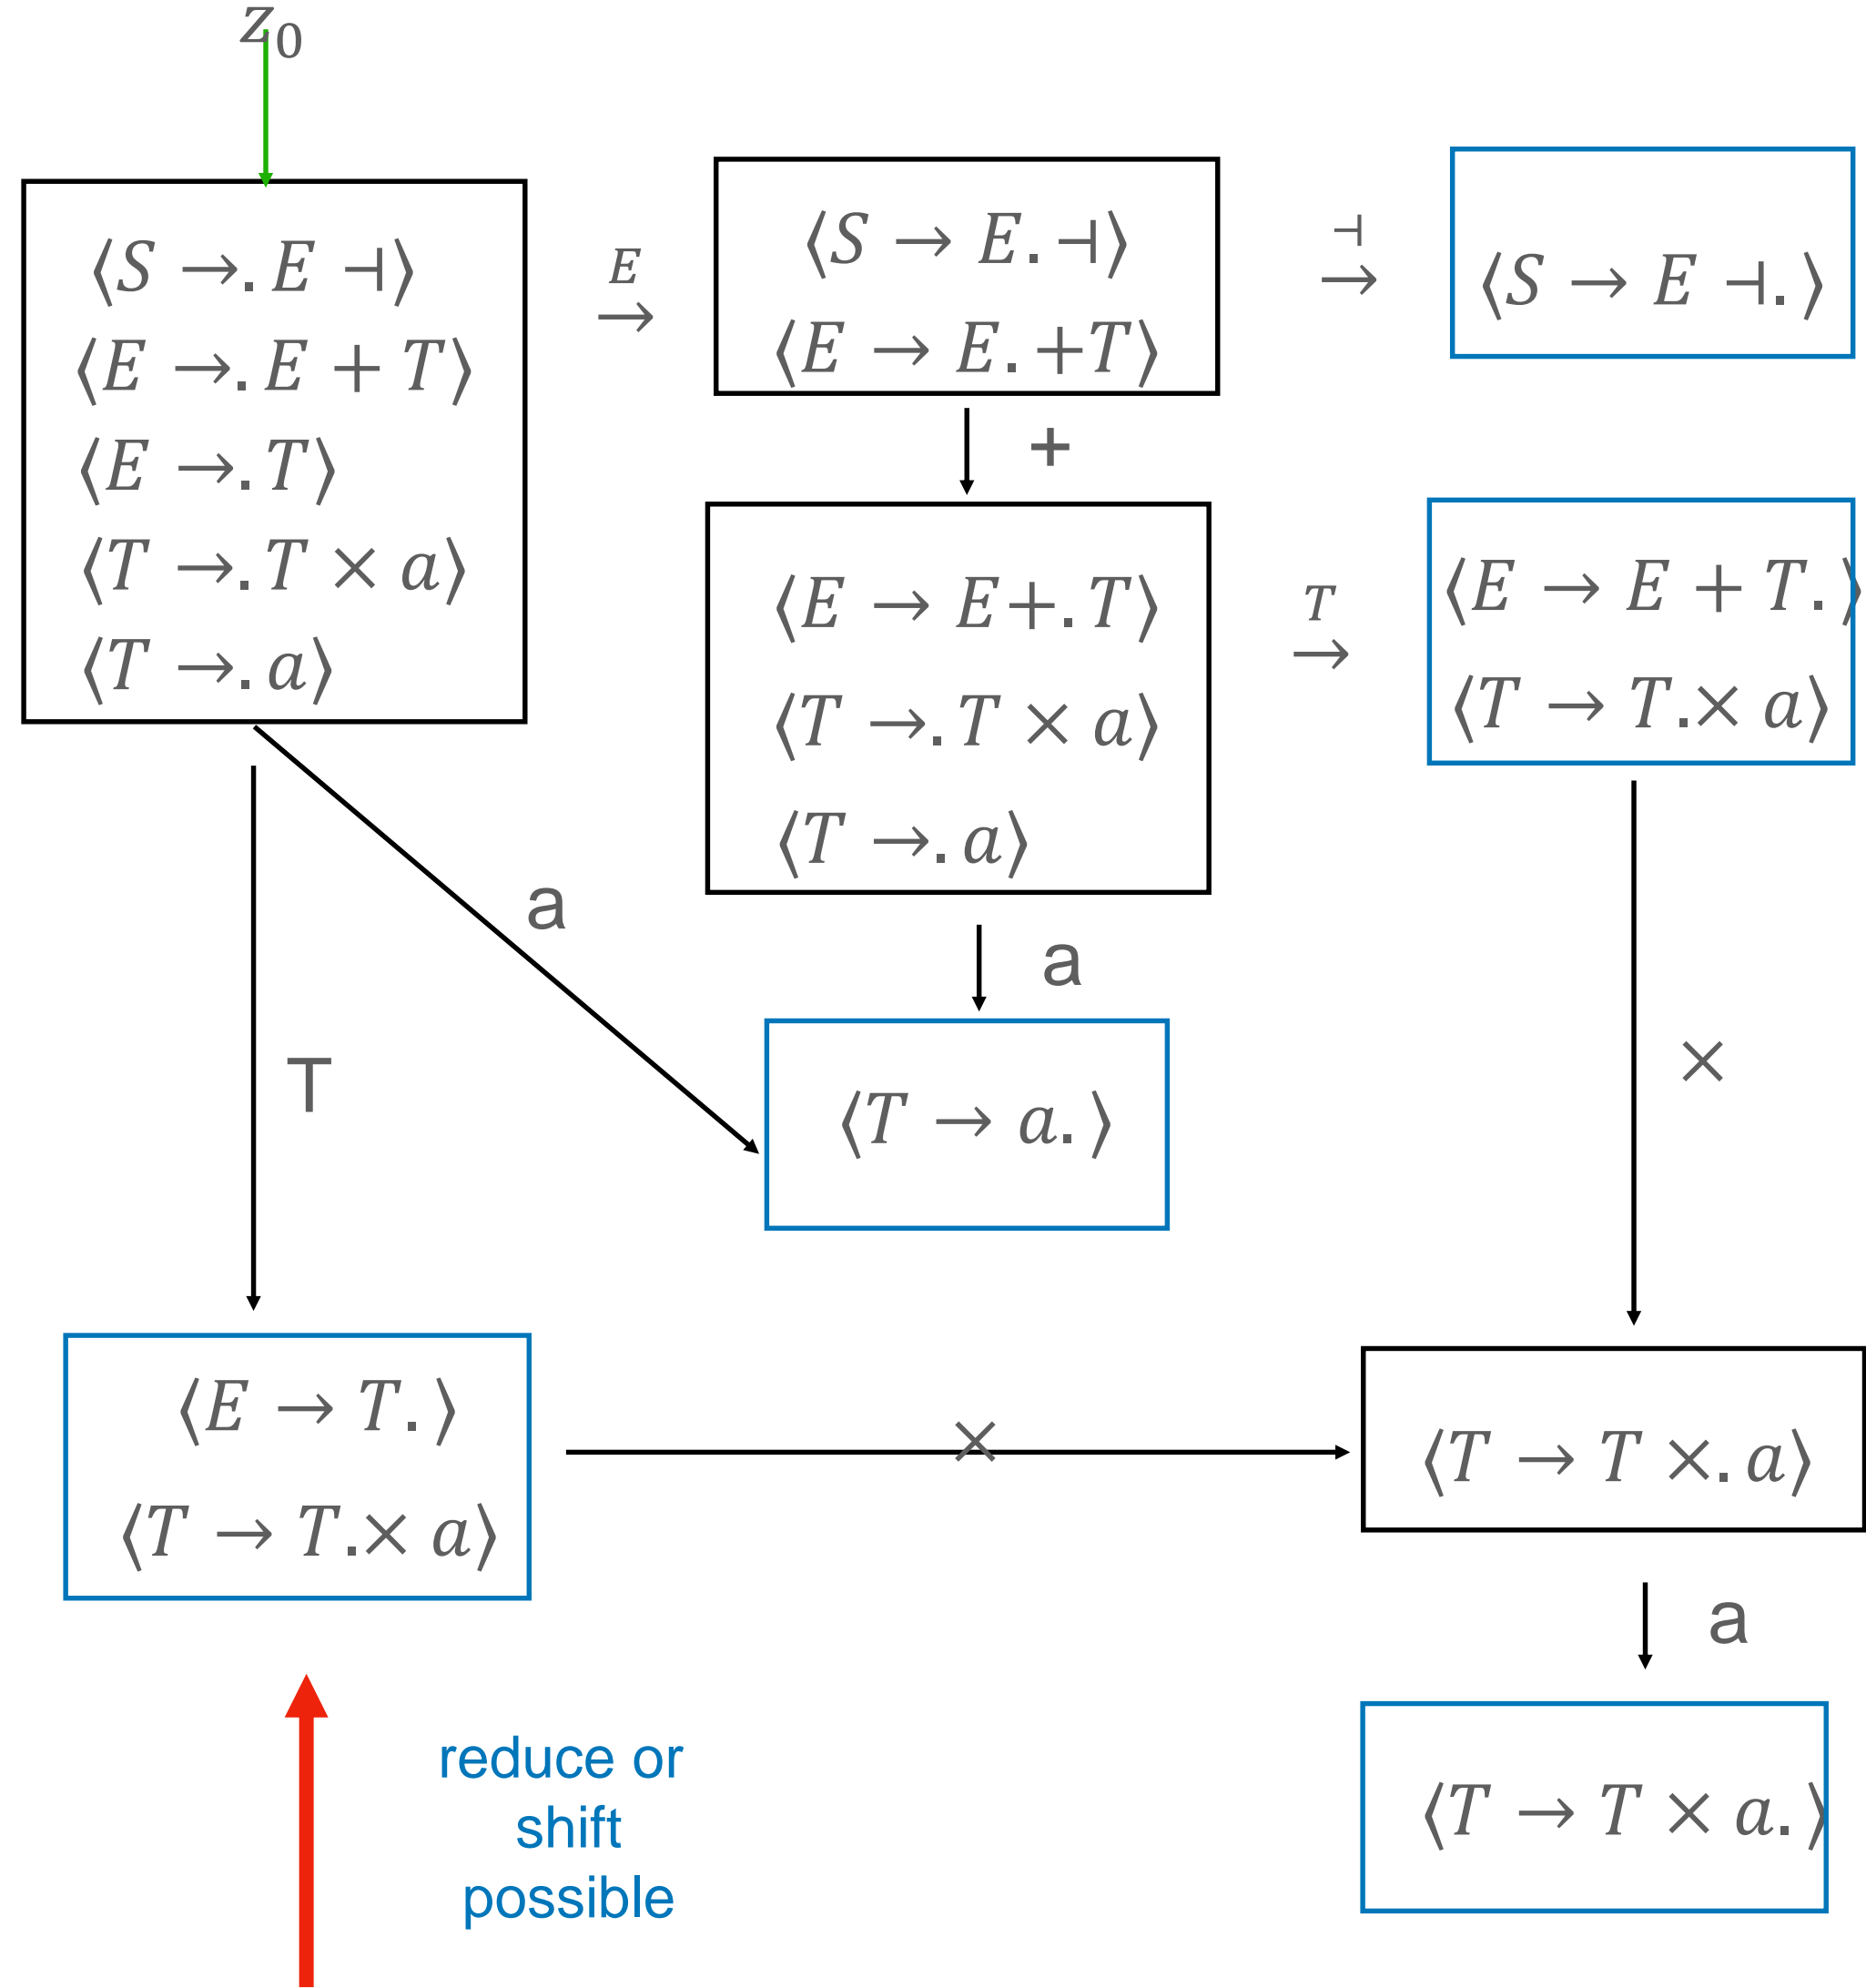 z₀
⟨S →. E ⊣⟩
⟨E →. E + T⟩
⟨E →. T⟩
⟨T →. T × a⟩
⟨T →. a⟩
E
→
⟨S → E. ⊣⟩
⟨E → E. +T⟩
⊣
→
⟨S → E ⊣. ⟩
+
⟨E → E+. T⟩
⟨T →. T × a⟩
⟨T →. a⟩
T
→
⟨E → E + T. ⟩
⟨T → T.× a⟩
a
a
⟨T → a. ⟩
T
×
⟨E → T. ⟩
⟨T → T.× a⟩
×
⟨T → T ×. a⟩
a
⟨T → T × a. ⟩
reduce or
shift
possible